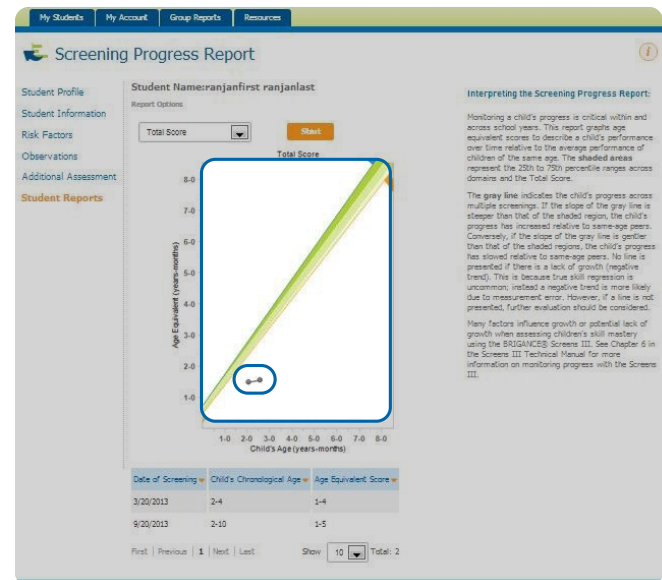 My Students My Account Group Reports Resources
Screening Progress Report
i
Student Profile
Student Information
Risk Factors
Observations
Additional Assessment
Student Reports
Student Name:ranjanfirst ranjanlast
Report Options
Total Score
Start
Total Score
8-0
7-0
6-0
5-0
4-0
3-0
2-0
1-0
Age Equivalent (years-months)
1-0 2-0 3-0 4-0 5-0 6-0 7-0 8-0
Child's Age (years-months)
Date of Screening Child's Chronological Age Age Equivalent Score
3/20/2013 2-4 1-4
9/20/2013 2-10 1-5
First | Previous | 1 | Next | Last Show 10 Total: 2
Interpreting the Screening Progress Report:
Monitoring a child's progress is critical within and
across school years. This report graphs age
equivalent scores to describe a child's performance
over time relative to the average performance of
children of the same age. The shaded areas
represent the 25th to 75th percentile ranges across
domains and the Total Score.
The gray line indicates the child's progress across
multiple screenings. If the slope of the gray line is
steeper than that of the shaded region, the child's
progress has increased relative to same-age peers.
Conversely, if the slope of the gray line is gentler
than that of the shaded regions, the child's progress
has slowed relative to same-age peers. No line is
presented if there is a lack of growth (negative
trend). This is because true skill regression is
uncommon; instead a negative trend is more likely
due to measurement error. However, if a line is not
presented, further evaluation should be considered.
Many factors influence growth or potential lack of
growth when assessing children's skill mastery
using the BRIGANCE® Screens III. See Chapter 6 in
the Screens III Technical Manual for more
information on monitoring progress with the Screens
III.